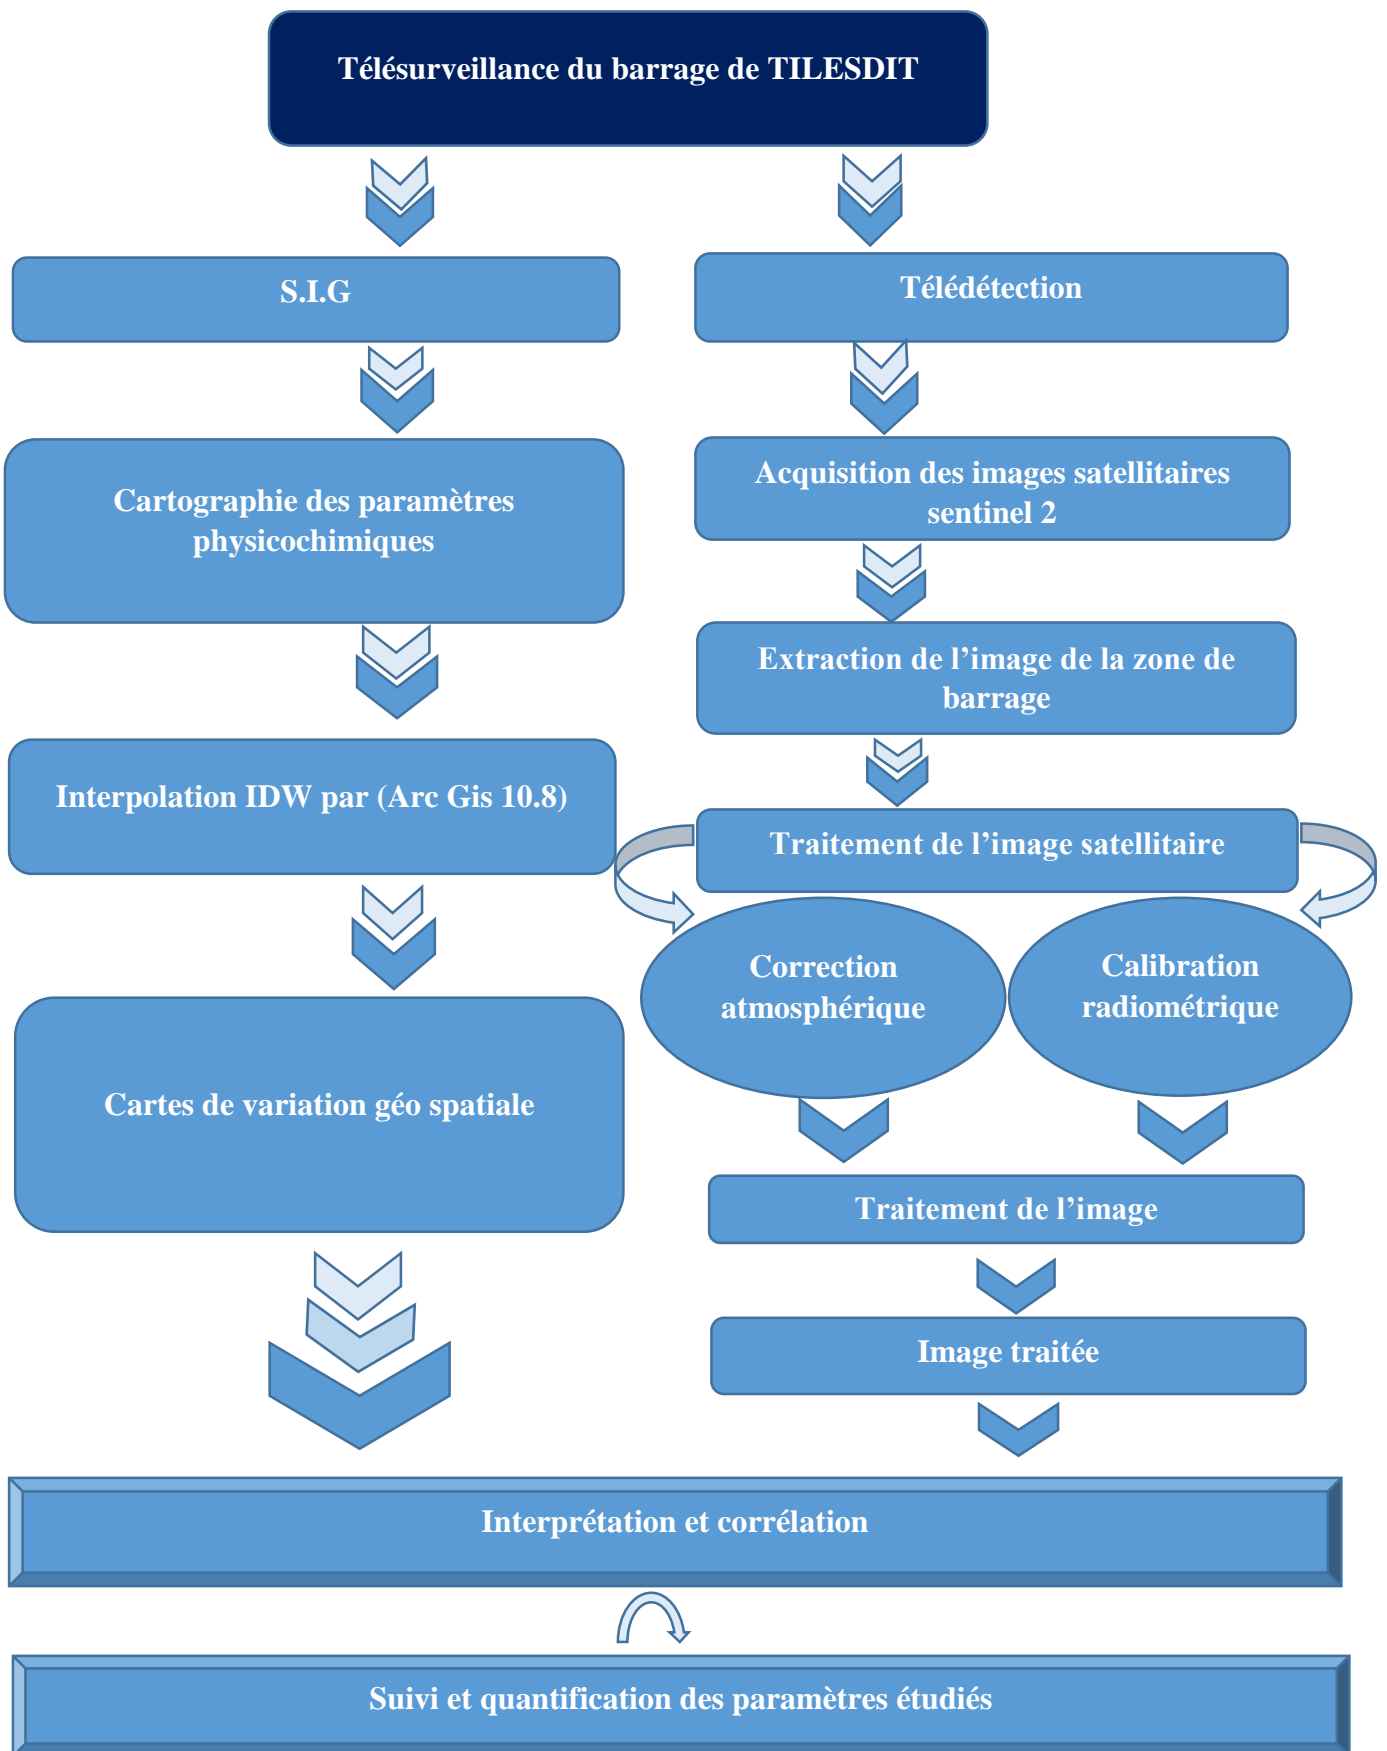 Télésurveillance du barrage de TILESDIT
S.I.G
Télédétection
Cartographie des paramètres
physicochimiques
Acquisition des images satellitaires
sentinel 2
Extraction de l’image de la zone de
barrage
Interpolation IDW par (Arc Gis 10.8)
Traitement de l’image satellitaire
Correction
atmosphérique
Calibration
radiométrique
Cartes de variation géo spatiale
Traitement de l’image
Image traitée
Interprétation et corrélation
Suivi et quantification des paramètres étudiés